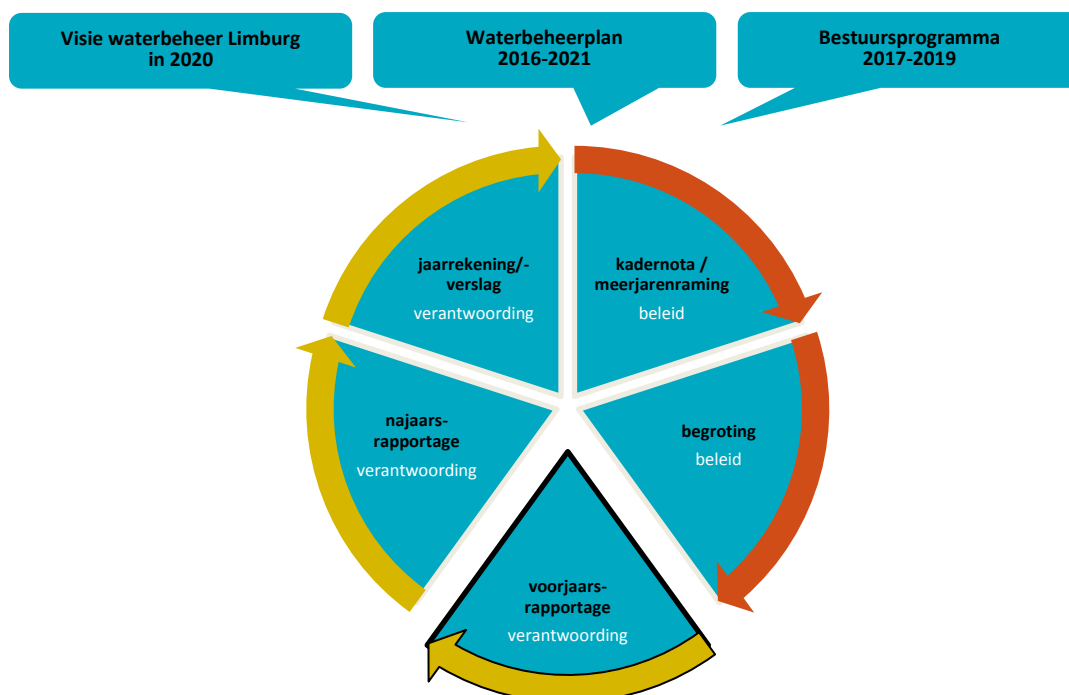 Visie waterbeheer Limburg
in 2020
Waterbeheerplan
2016-2021
Bestuursprogramma
2017-2019
jaarrekening/-
verslag
verantwoording
kadernota /
meerjarenraming
beleid
najaars-
rapportage
verantwoording
begroting
beleid
voorjaars-
rapportage
verantwoording